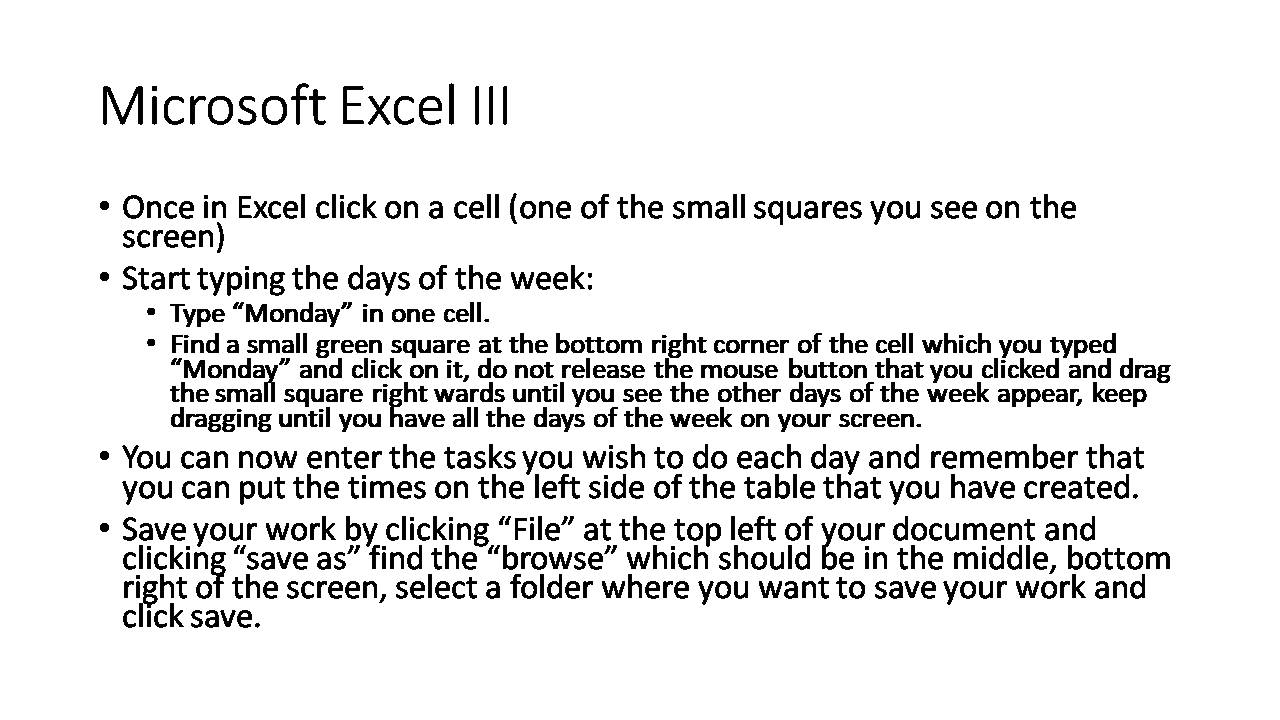 Microsoft Excel III
• Once in Excel click on a cell (one of the small squares you see on the
screen)
• Start typing the days of the week:
• Type “Monday” in one cell.
• Find a small green square at the bottom right corner of the cell which you typed
“Monday” and click on it, do not release the mouse button that you clicked and drag
the small square right wards until you see the other days of the week appear, keep
dragging until you have all the days of the week on your screen.
• You can now enter the tasks you wish to do each day and remember that
you can put the times on the left side of the table that you have created.
• Save your work by clicking “File” at the top left of your document and
clicking “save as” find the “browse” which should be in the middle, bottom
right of the screen, select a folder where you want to save your work and
click save.